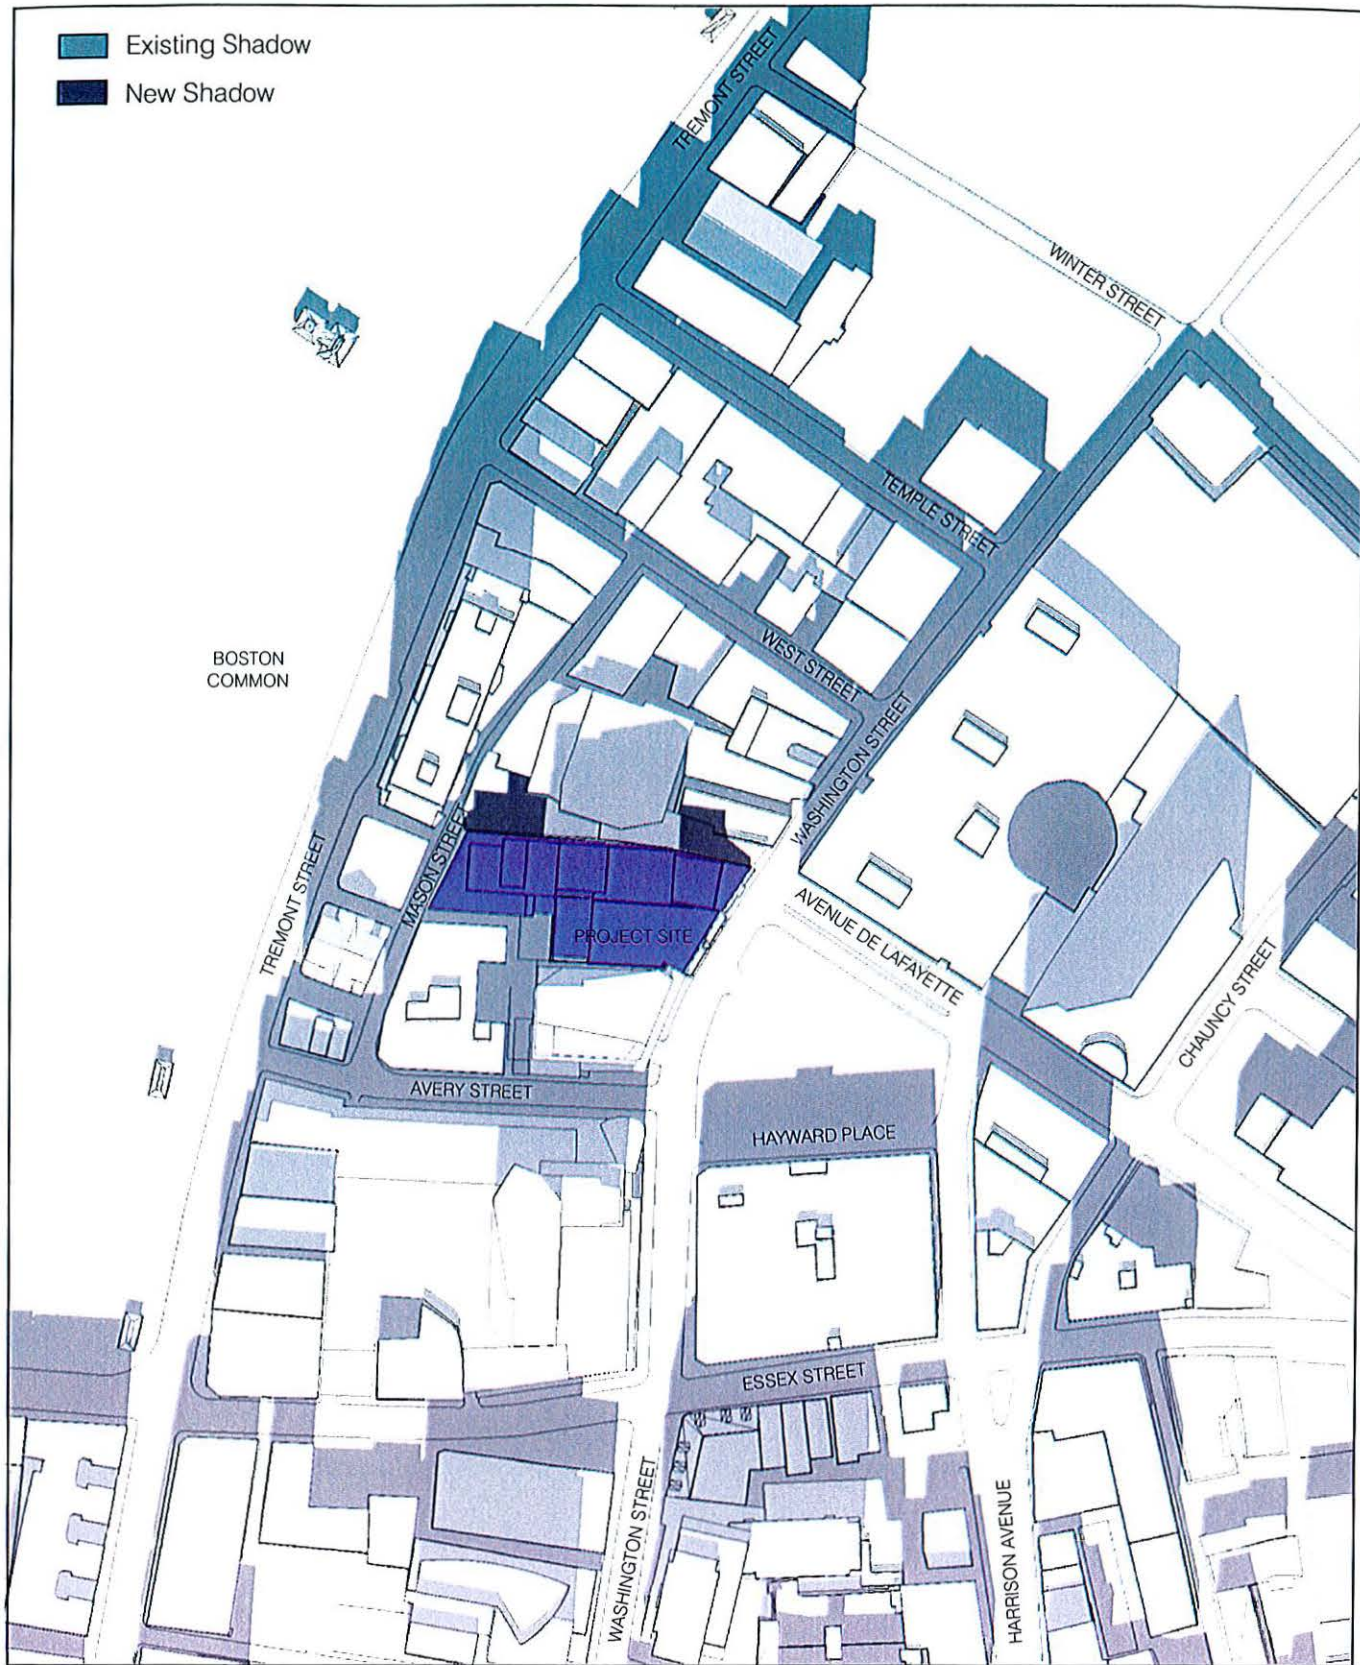 Existing Shadow
New Shadow
TREMONT STREET
WINTER STREET
TEMPLE STREET
BOSTON
COMMON
WEST STREET
WASHINGTON STREET
MASON STREET
TREMONT STREET
PROJECT SITE
AVENUE DE LAFAYETTE
CHAUNCY STREET
AVERY STREET
HAYWARD PLACE
ESSEX STREET
WASHINGTON STREET
HARRISON AVENUE